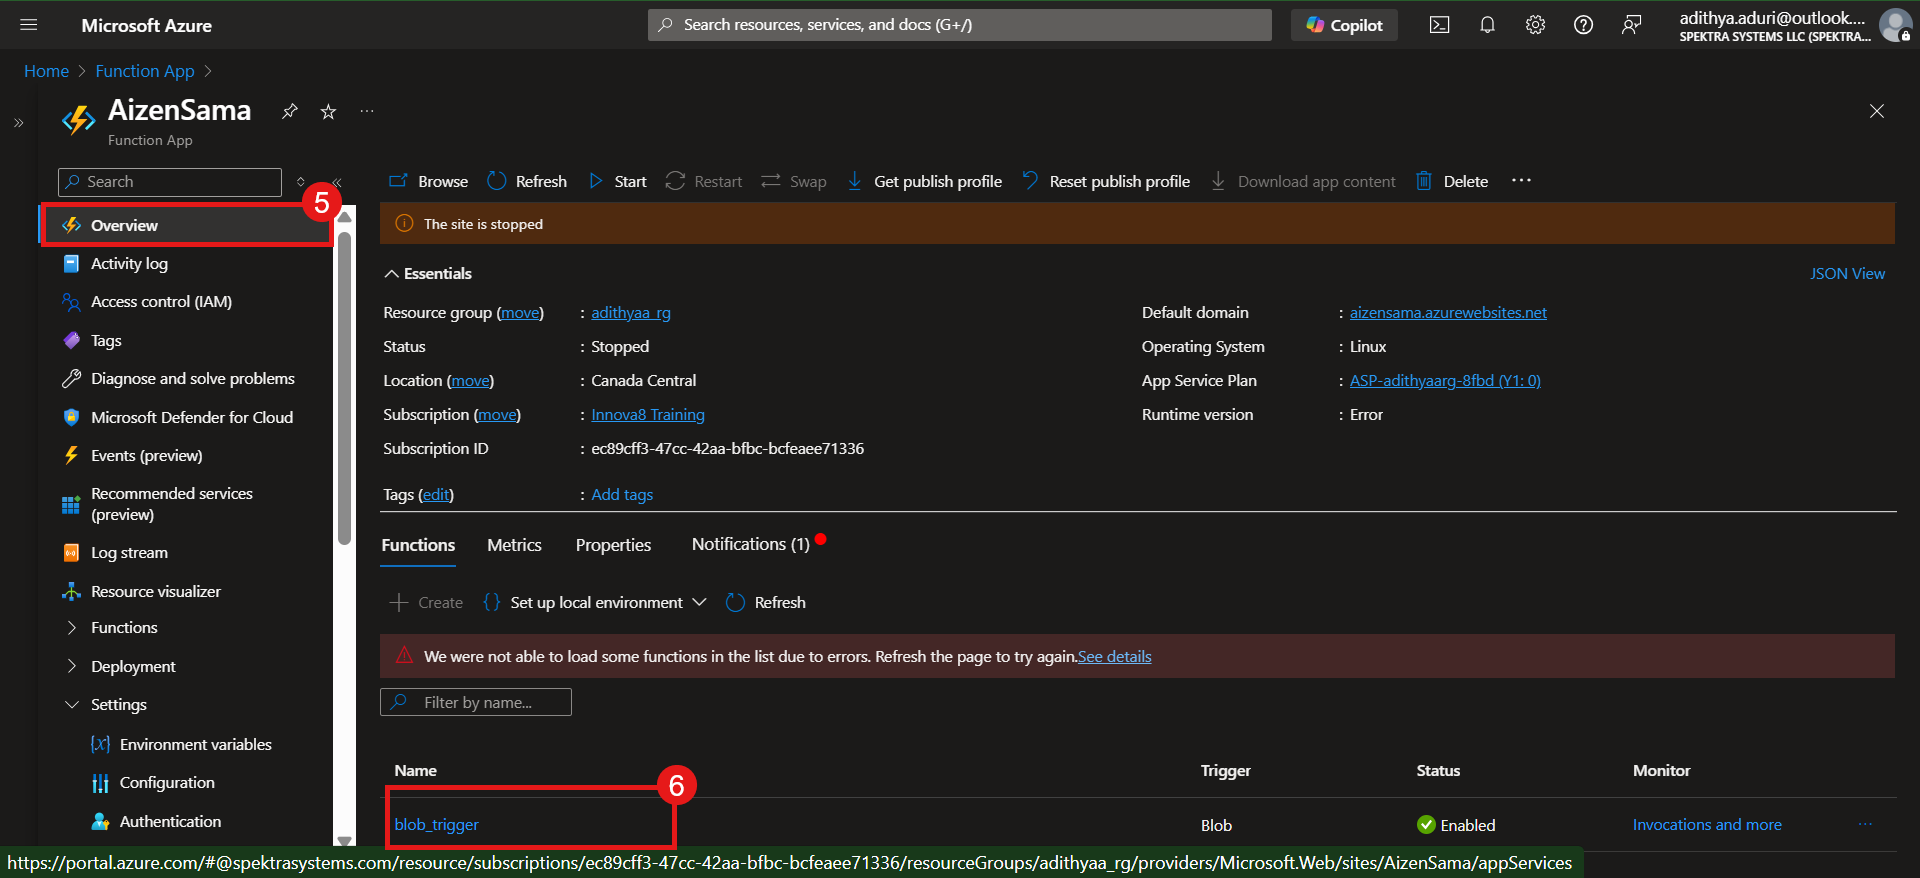 Microsoft Azure
Search resources, services, and docs (G+/)
Copilot
adithya.aduri@outlook....
SPEKTRA SYSTEMS LLC (SPEKTRA...
Home > Function App >
AizenSama
Function App
Search
5
Overview
Activity log
Access control (IAM)
Tags
Diagnose and solve problems
Microsoft Defender for Cloud
Events (preview)
Recommended services
(preview)
Log stream
Resource visualizer
Functions
Deployment
Settings
Environment variables
Configuration
Authentication
Browse Refresh Start Restart Swap Get publish profile Reset publish profile Download app content Delete ...
The site is stopped
Essentials
JSON View
Resource group (move) : adithyaa_rg
Status : Stopped
Location (move) : Canada Central
Subscription (move) : Innova8 Training
Subscription ID : ec89cff3-47cc-42aa-bfbc-bcfeaee71336
Tags (edit) : Add tags
Default domain : aizensama.azurewebsites.net
Operating System : Linux
App Service Plan : ASP-adithyaarg-8fbd (Y1: 0)
Runtime version : Error
Functions Metrics Properties Notifications (1)
Create Set up local environment Refresh
We were not able to load some functions in the list due to errors. Refresh the page to try again.See details
Filter by name...
Name Trigger Status Monitor
6
blob_trigger Blob Enabled Invocations and more ...
https://portal.azure.com/#@spektrasystems.com/resource/subscriptions/ec89cff3-47cc-42aa-bfbc-bcfeaee71336/resourceGroups/adithyaa_rg/providers/Microsoft.Web/sites/AizenSama/appServices